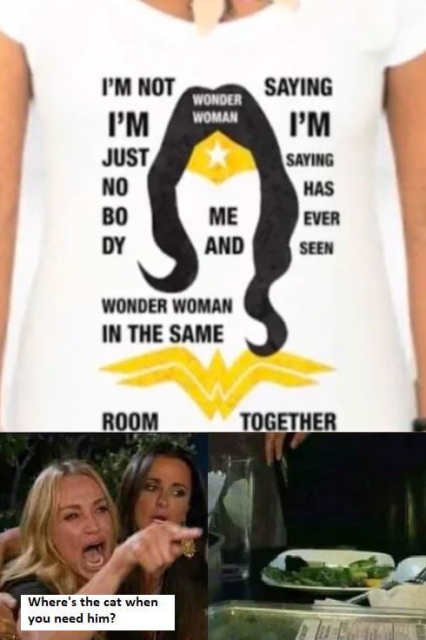 I'M NOT WONDER SAYING
I'M WOMAN I'M
JUST SAYING
NO HAS
BO ME EVER
DY AND SEEN
WONDER WOMAN
IN THE SAME
ROOM TOGETHER
Where's the cat when
you need him?